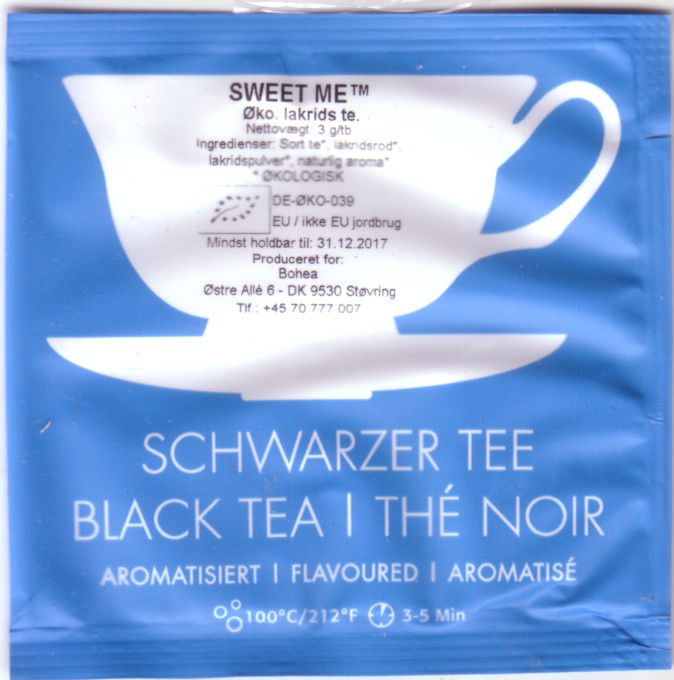 SWEET ME™
Øko. lakrids te.
Nettovægt: 3 g/tb
Ingredienser: Sort te*, lakridsrod*,
lakridspulver*, naturlig aroma*
* ØKOLOGISK
DE-ØKO-039
EU / ikke EU jordbrug
Mindst holdbar til: 31.12.2017
Produceret for:
Bohea
Østre Allé 6 - DK 9530 Støvring
Tlf.: +45 70 777 007
SCHWARZER TEE
BLACK TEA | THÉ NOIR
AROMATISIERT | FLAVOURED | AROMATISÉ
100°C/212°F 3-5 Min